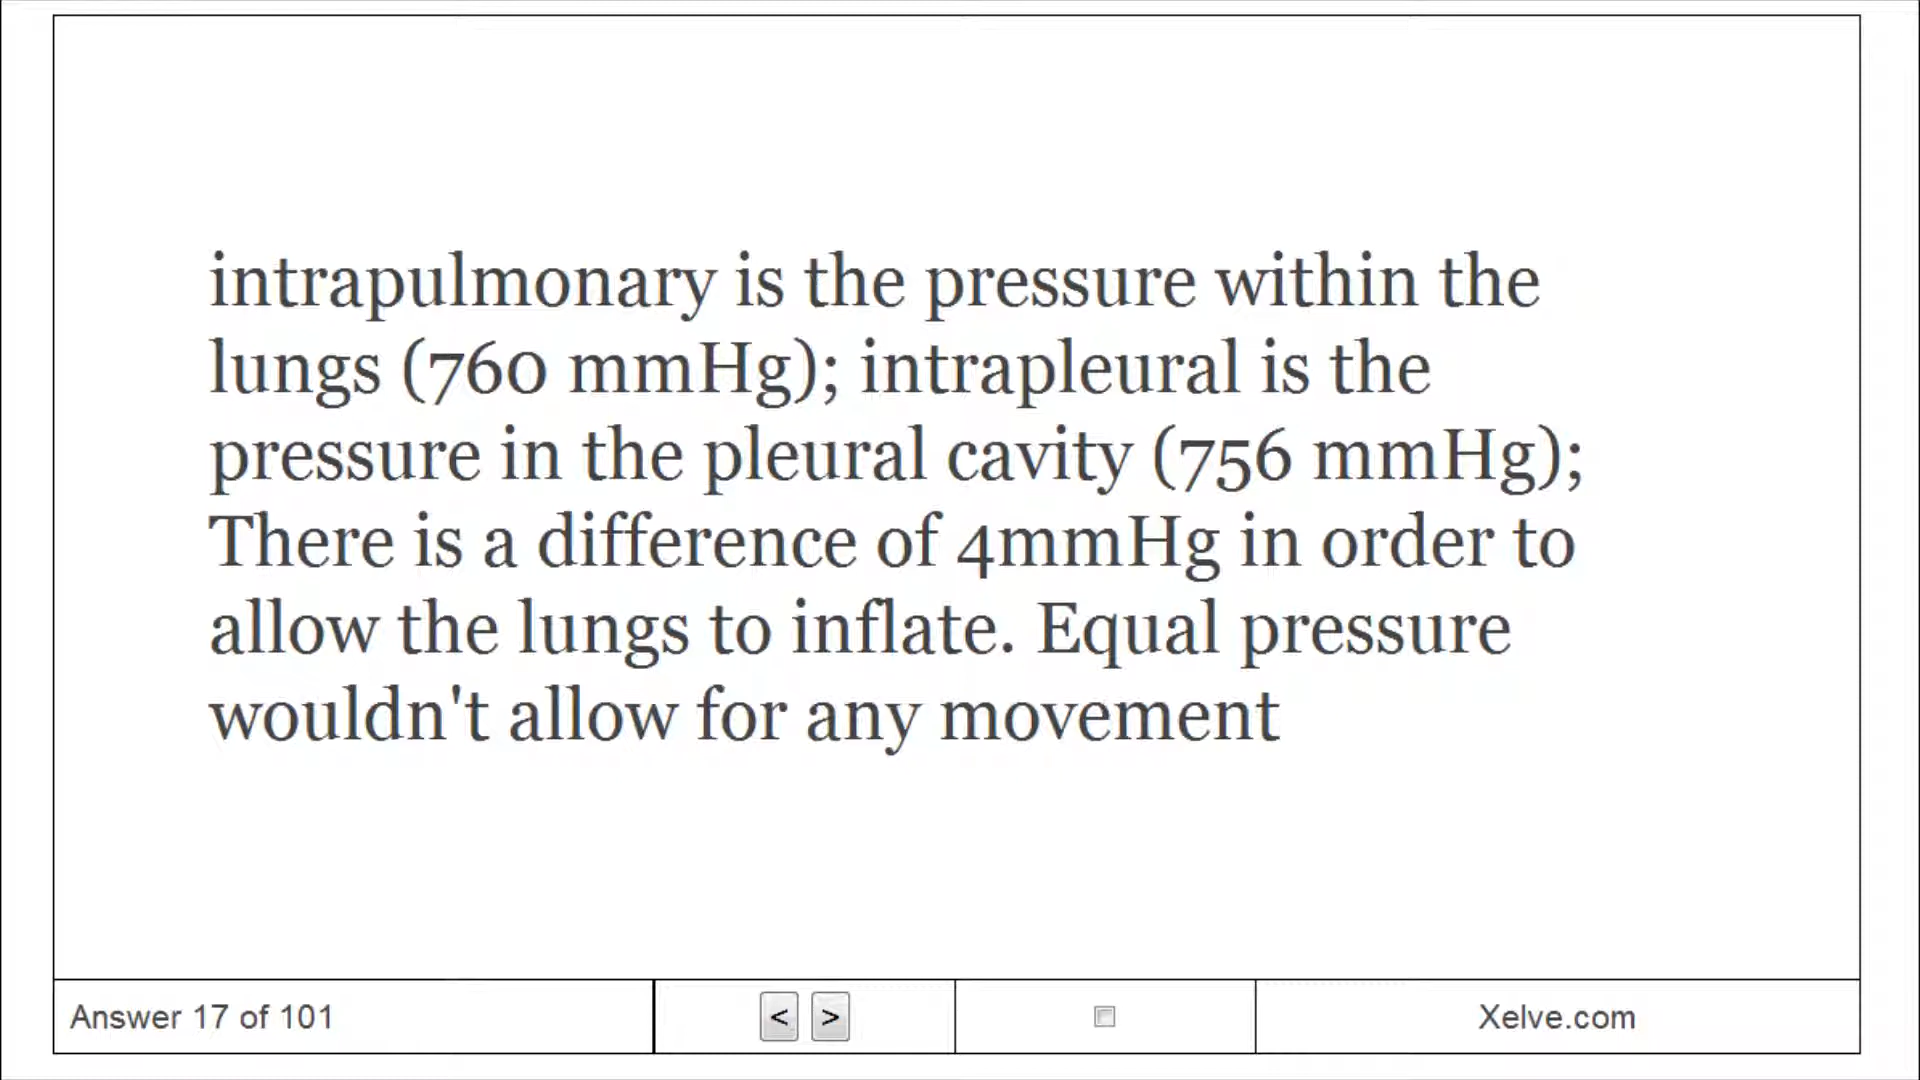 intrapulmonary is the pressure within the
lungs (760 mmHg); intrapleural is the
pressure in the pleural cavity (756 mmHg);
There is a difference of 4mmHg in order to
allow the lungs to inflate. Equal pressure
wouldn't allow for any movement
Answer 17 of 101
< >
Xelve.com